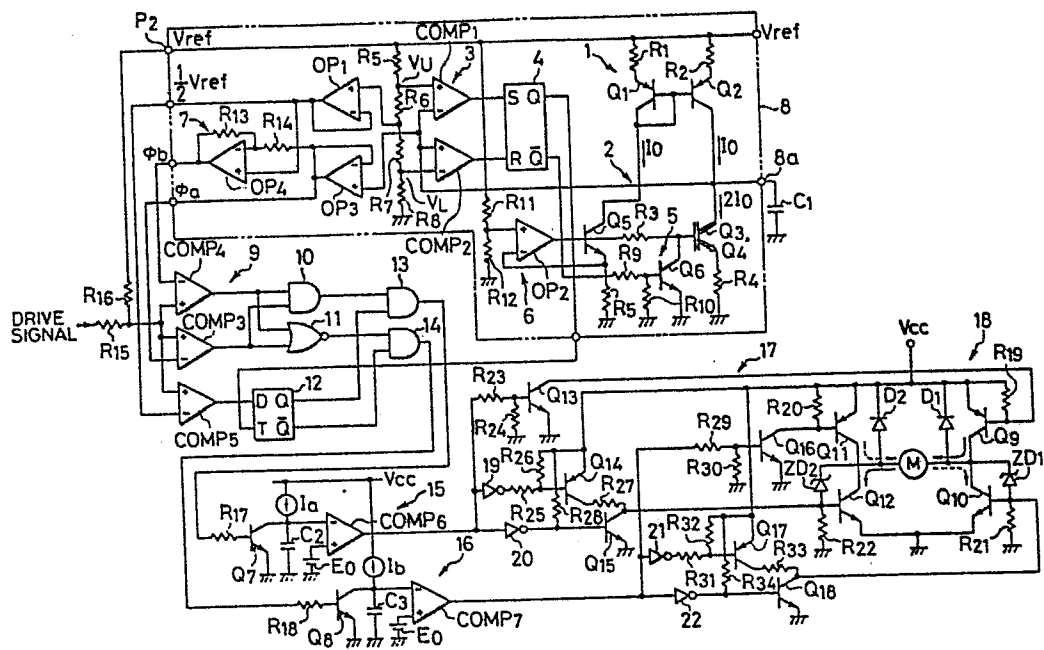 P2
Vref
COMP1
Vref
R5
VU
3
4
1
R1
R2
1/2 Vref
OP1
R6
S Q
Q1
Q2
8
7
R13
R14
Φb
OP4
R Q̄
I0
I0
2
8a
Φa
OP3
R7
VL
R8
COMP2
R11
2I0
C1
COMP4
9
10
13
Q5
R3
5
Q3,
Q4
R9
Q6
R4
R16
COMP3
R12
OP2
6
R5
R10
DRIVE
SIGNAL
R15
11
14
12
D Q
T Q̄
COMP5
Vcc
18
17
R23
Q13
R19
R24
R20
D2
D1
R29
Q16
Q11
Q9
R26
Q14
R30
ZD2
M
ZD1
19
R25
R27
Q12
Q10
Vcc
15
Ia
COMP6
R17
C2
R28
16
20
Q15
21
R32
Q17
R22
R21
Q7
E0
Ib
R31
R33
R34
R18
Q8
C3
COMP7
Q18
E0
22